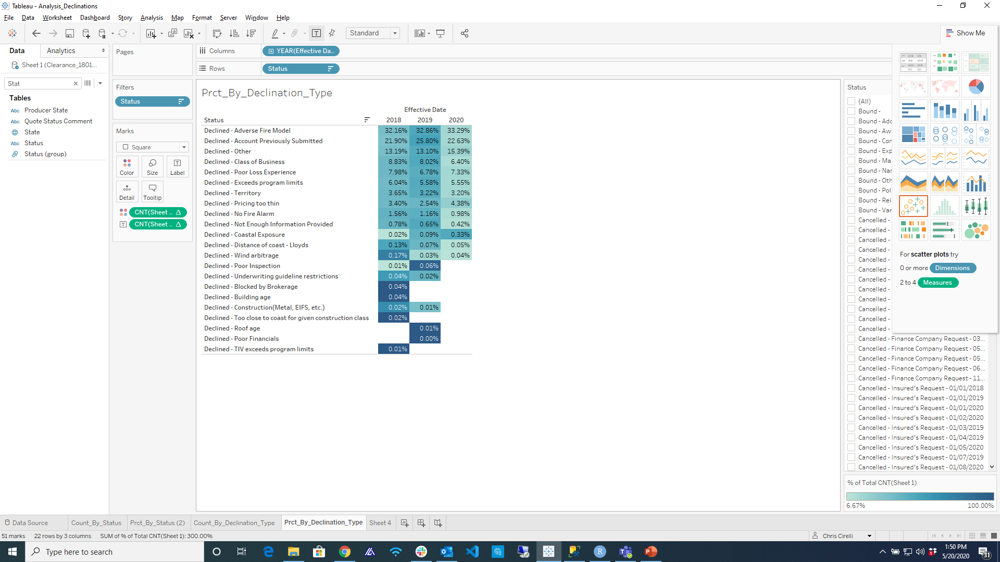 Tableau - Analysis_Declinations
File Data Worksheet Dashboard Story Analysis Map Format Server Window Help
Standard
Show Me
Data Analytics
Sheet 1 (Clearance_1801...
Stat
Tables
Abc Producer State
Abc Quote Status Comment
State
Abc Status
Status (group)
Pages
Filters
Status
Marks
Square
Color Size Label
Detail Tooltip
CNT(Sheet ..
CNT(Sheet ..
Columns YEAR(Effective Da..
Rows Status
Prct_By_Declination_Type
Effective Date
Status 2018 2019 2020
Declined - Adverse Fire Model 32.16% 32.86% 33.29%
Declined - Account Previously Submitted 21.90% 25.80% 22.63%
Declined - Other 13.19% 13.10% 15.39%
Declined - Class of Business 8.83% 8.02% 6.40%
Declined - Poor Loss Experience 7.98% 6.78% 7.33%
Declined - Exceeds program limits 6.04% 5.58% 5.55%
Declined - Territory 3.65% 3.22% 3.20%
Declined - Pricing too thin 3.40% 2.54% 4.38%
Declined - No Fire Alarm 1.56% 1.16% 0.98%
Declined - Not Enough Information Provided 0.78% 0.65% 0.42%
Declined - Coastal Exposure 0.02% 0.09% 0.33%
Declined - Distance of coast - Lloyds 0.13% 0.07% 0.05%
Declined - Wind arbitrage 0.17% 0.03% 0.04%
Declined - Poor Inspection 0.01% 0.06%
Declined - Underwriting guideline restrictions 0.04% 0.02%
Declined - Blocked by Brokerage 0.04%
Declined - Building age 0.04%
Declined - Construction(Metal, EIFS, etc.) 0.02% 0.01%
Declined - Too close to coast for given construction class 0.02%
Declined - Roof age 0.01%
Declined - Poor Financials 0.00%
Declined - TIV exceeds program limits 0.01%
Status
(All)
Bound -
Bound - Add
Bound - Awa
Bound - Con
Bound - Exp
Bound - Ma
Bound - Nar
Bound - Oth
Bound - Pol
Bound - Rei
Bound - Var
Cancelled -
Cancelled -
Cancelled -
Cancelled -
Cancelled -
Cancelled -
Cancelled -
Cancelled -
Cancelled -
Cancelled -
Cancelled -
Cancelled -
Cancelled - Finance Company Request - 03...
Cancelled - Finance Company Request - 05...
Cancelled - Finance Company Request - 05...
Cancelled - Finance Company Request - 06...
Cancelled - Finance Company Request - 11...
Cancelled - Insured's Request - 01/01/2018
Cancelled - Insured's Request - 01/01/2019
Cancelled - Insured's Request - 01/01/2020
Cancelled - Insured's Request - 01/02/2020
Cancelled - Insured's Request - 01/03/2019
Cancelled - Insured's Request - 01/04/2019
Cancelled - Insured's Request - 01/05/2020
Cancelled - Insured's Request - 01/07/2019
Cancelled - Insured's Request - 01/08/2020
For scatter plots try
0 or more Dimensions
2 to 4 Measures
% of Total CNT(Sheet 1)
6.67% 100.00%
Data Source Count_By_Status Prct_By_Status (2) Count_By_Declination_Type Prct_By_Declination_Type Sheet 4
51 marks 22 rows by 3 columns SUM of % of Total CNT(Sheet 1): 300.00%
Chris Cirelli
Type here to search
1:50 PM
5/20/2020
31